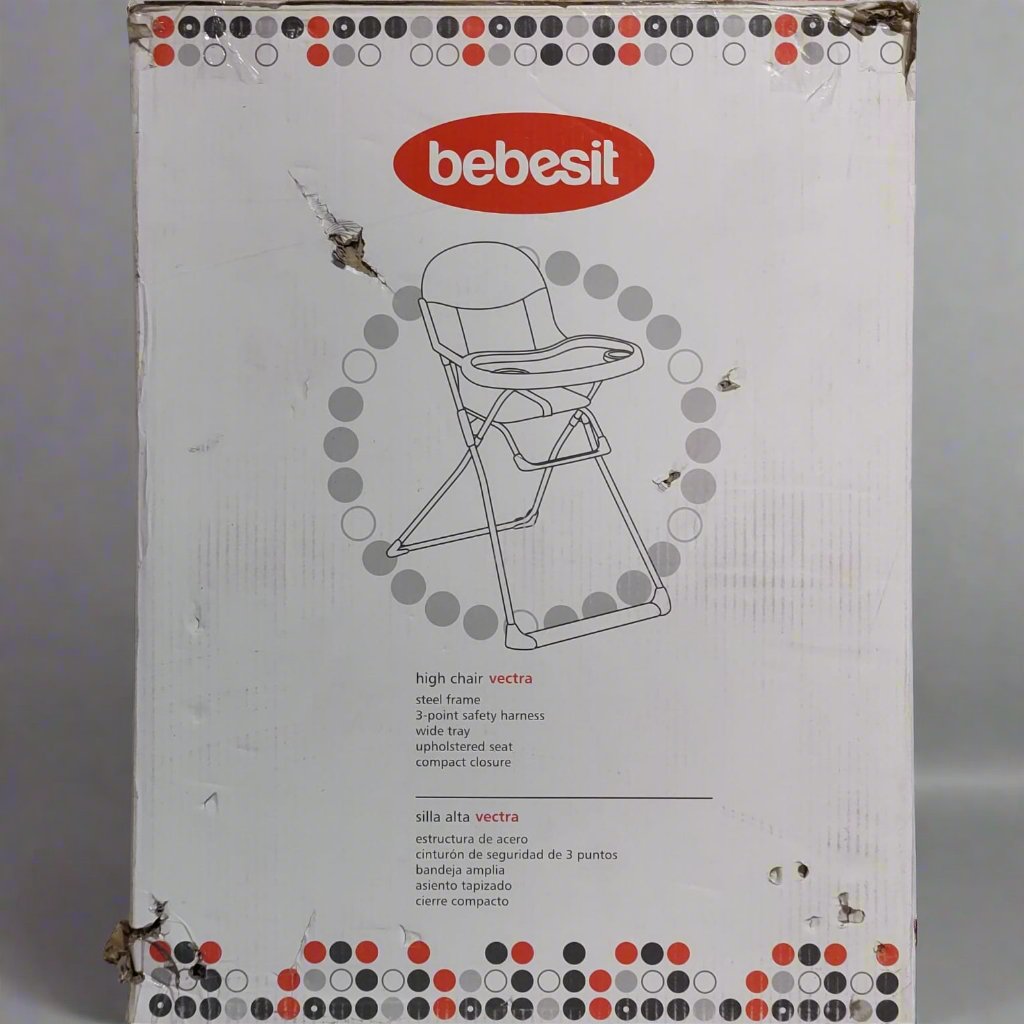 bebesit
high chair vectra
steel frame
3-point safety harness
wide tray
upholstered seat
compact closure
silla alta vectra
estructura de acero
cinturón de seguridad de 3 puntos
bandeja amplia
asiento tapizado
cierre compacto